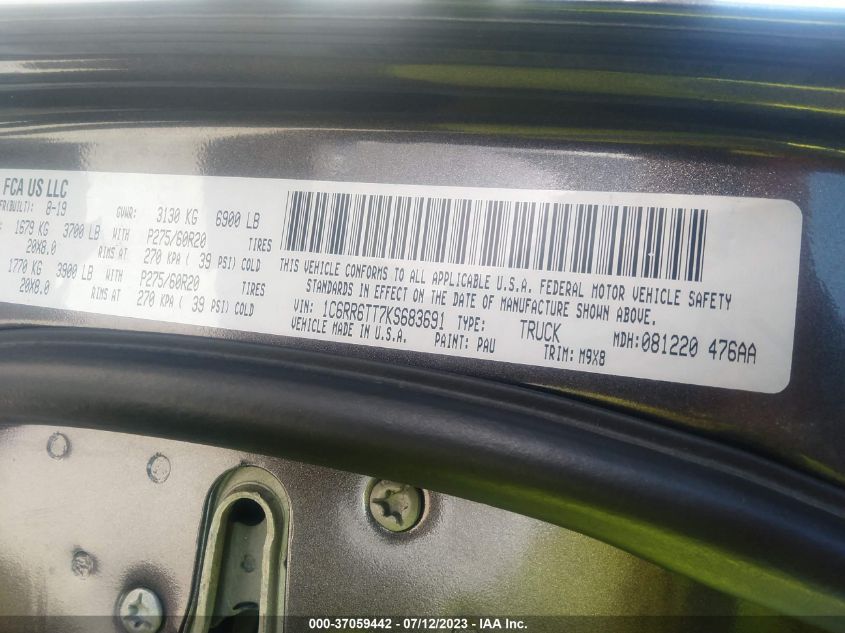 FCA US LLC
FR(BUILT): 8-19 GVWR: 3130 KG 6900 LB
1679 KG 3700 LB WITH P275/60R20 TIRES
20X8.0 RIMS AT 270 KPA ( 39 PSI) COLD
1770 KG 3900 LB WITH P275/60R20 TIRES
20X8.0 RIMS AT 270 KPA ( 39 PSI) COLD
THIS VEHICLE CONFORMS TO ALL APPLICABLE U.S.A. FEDERAL MOTOR VEHICLE SAFETY
STANDARDS IN EFFECT ON THE DATE OF MANUFACTURE SHOWN ABOVE.
VIN: 1C6RR6TT7KS683691 TYPE: TRUCK MDH:081220 476AA
VEHICLE MADE IN U.S.A. PAINT: PAU TRIM: M9X8
000-37059442 - 07/12/2023 - IAA Inc.